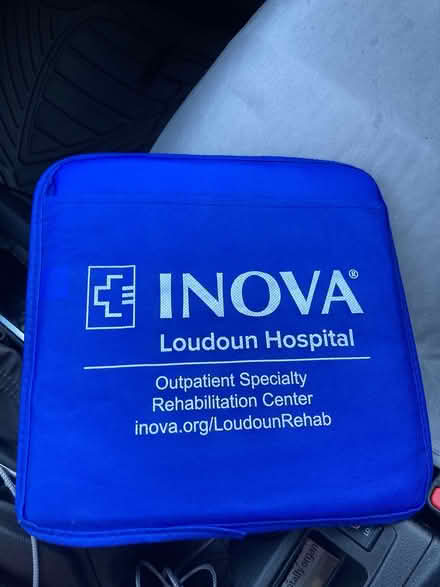 INOVA®
Loudoun Hospital
Outpatient Specialty
Rehabilitation Center
inova.org/LoudounRehab